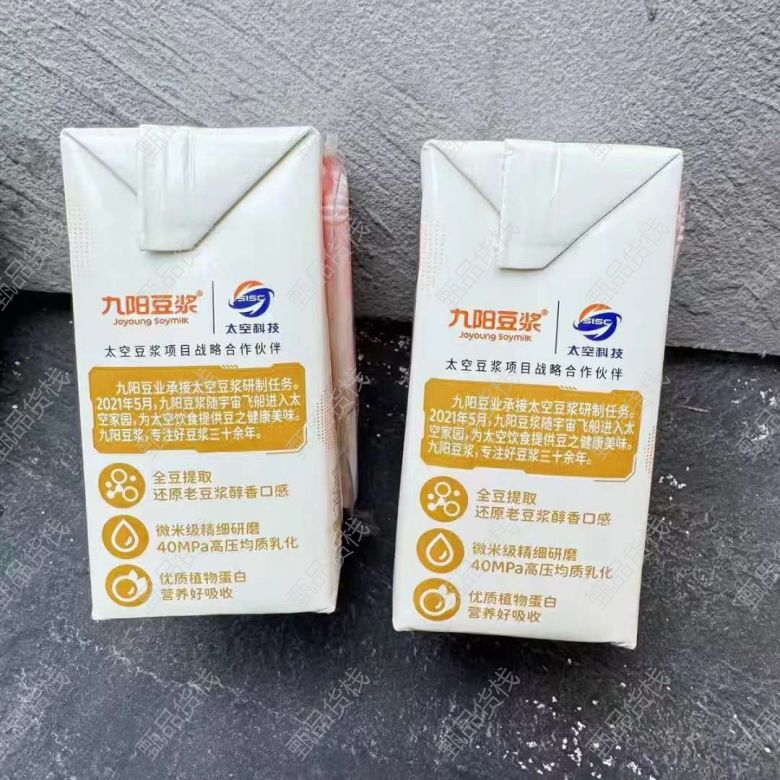 九阳豆浆®
Joyoung Soymilk
SISC
太空科技
太空豆浆项目战略合作伙伴
九阳豆业承接太空豆浆研制任务。
2021年5月,九阳豆浆随宇宙飞船进入太
空家园,为太空饮食提供豆之健康美味。
九阳豆浆,专注好豆浆三十余年。
全豆提取
还原老豆浆醇香口感
微米级精细研磨
40MPa高压均质乳化
优质植物蛋白
营养好吸收
九阳豆浆®
Joyoung Soymilk
SISC
太空科技
太空豆浆项目战略合作伙伴
九阳豆业承接太空豆浆研制任务。
2021年5月,九阳豆浆随宇宙飞船进入太
空家园,为太空饮食提供豆之健康美味。
九阳豆浆,专注好豆浆三十余年。
全豆提取
还原老豆浆醇香口感
微米级精细研磨
40MPa高压均质乳化
优质植物蛋白
营养好吸收
甄品货栈